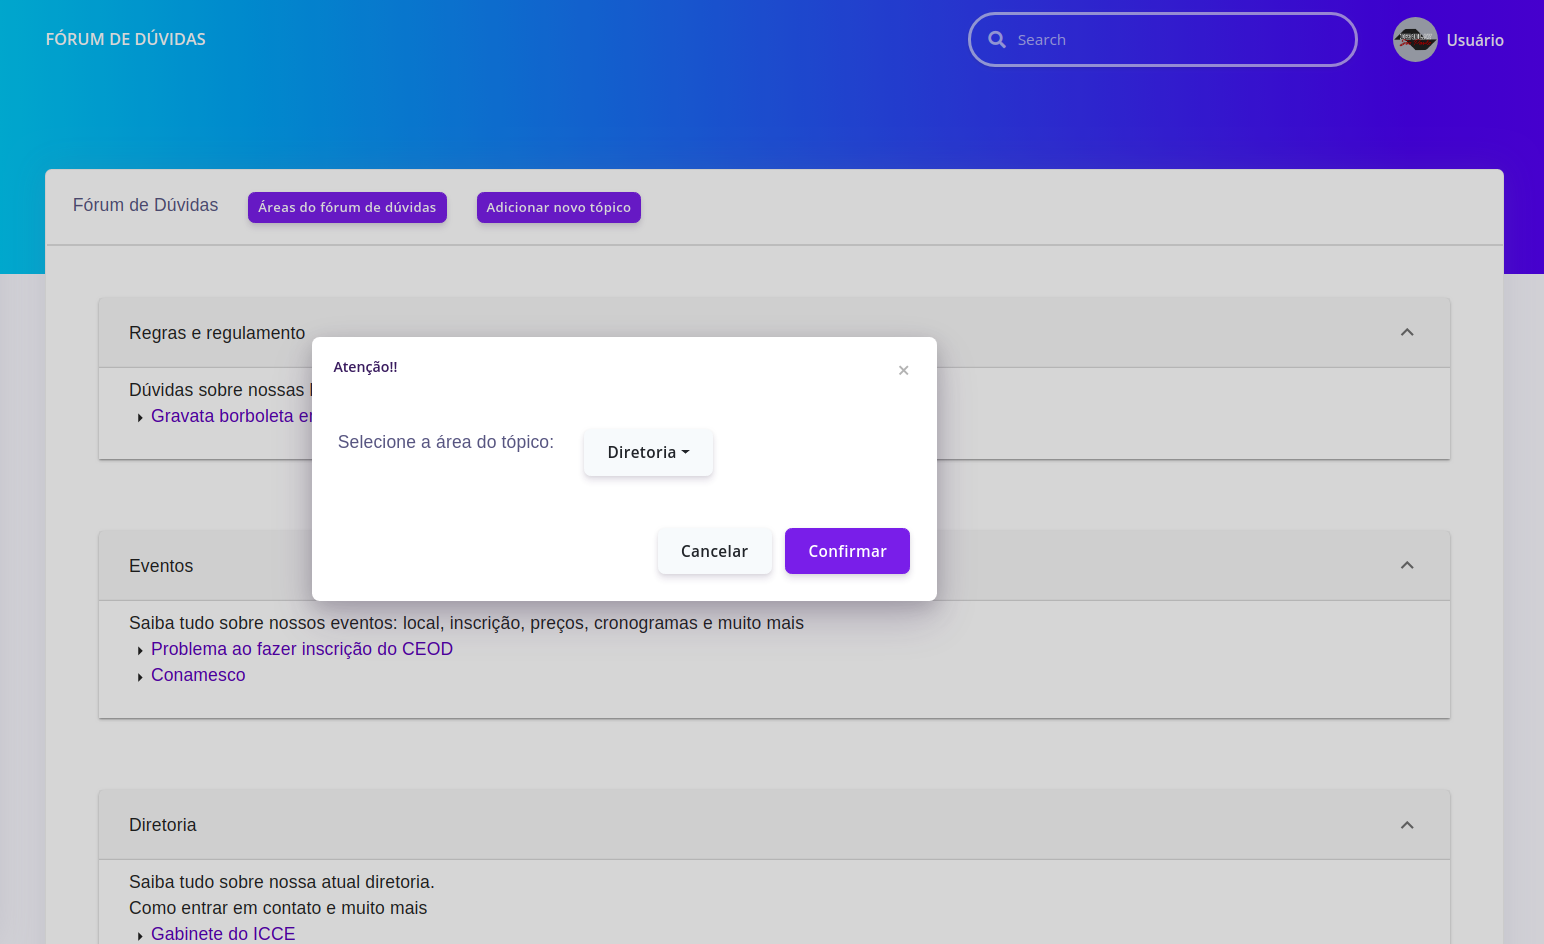 FÓRUM DE DÚVIDAS
Search
Usuário
Fórum de Dúvidas
Áreas do fórum de dúvidas
Adicionar novo tópico
Regras e regulamento
Dúvidas sobre nossas
Gravata borboleta
Atenção!!
×
Selecione a área do tópico:
Diretoria
Cancelar
Confirmar
Eventos
Saiba tudo sobre nossos eventos: local, inscrição, preços, cronogramas e muito mais
Problema ao fazer inscrição do CEOD
Conamesco
Diretoria
Saiba tudo sobre nossa atual diretoria.
Como entrar em contato e muito mais
Gabinete do ICCE